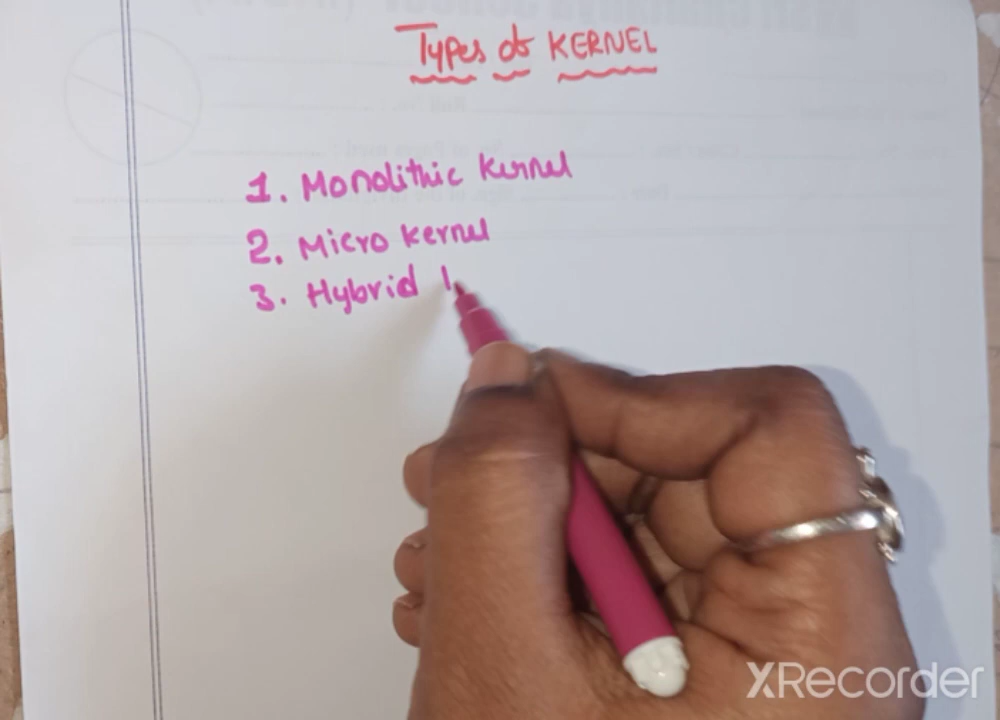 Types of KERNEL
1. Monolithic Kernel
2. Micro Kernel
3. Hybrid
XRecorder